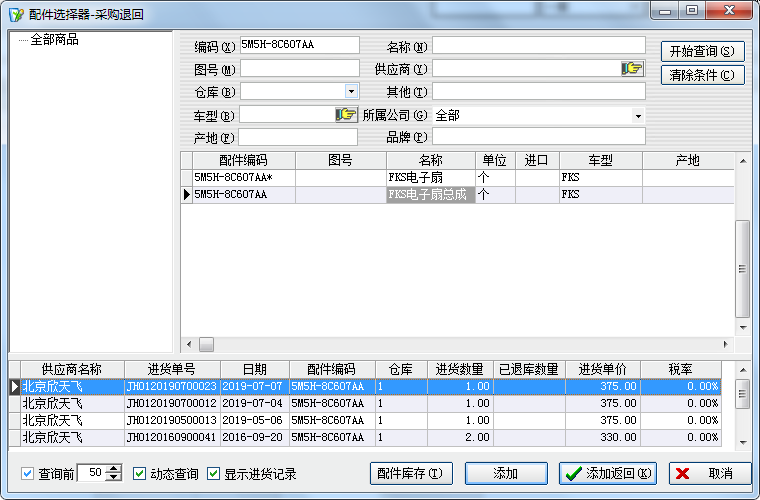 配件选择器-采购退回
全部商品
编码(X) 5M5H-8C607AA 名称(N) 开始查询(S)
图号(M) 供应商(Y) 清除条件(C)
仓库(B) 其他(T)
车型(R) 所属公司(G) 全部
产地(F) 品牌(P)
配件编码 图号 名称 单位 进口 车型 产地
5M5H-8C607AA* FKS电子扇 个 FKS
5M5H-8C607AA FKS电子扇总成 个 FKS
供应商名称 进货单号 日期 配件编码 仓库 进货数量 已退库数量 进货单价 税率
北京欣天飞 JH0120190700023 2019-07-07 5M5H-8C607AA 1 1.00 375.00 0.00%
北京欣天飞 JH0120190700012 2019-07-04 5M5H-8C607AA 1 1.00 375.00 0.00%
北京欣天飞 JH0120190500013 2019-05-06 5M5H-8C607AA 1 1.00 375.00 0.00%
北京欣天飞 JH0120160900041 2016-09-20 5M5H-8C607AA 1 2.00 330.00 0.00%
查询前 50 动态查询 显示进货记录 配件库存(T) 添加 添加返回(K) 取消